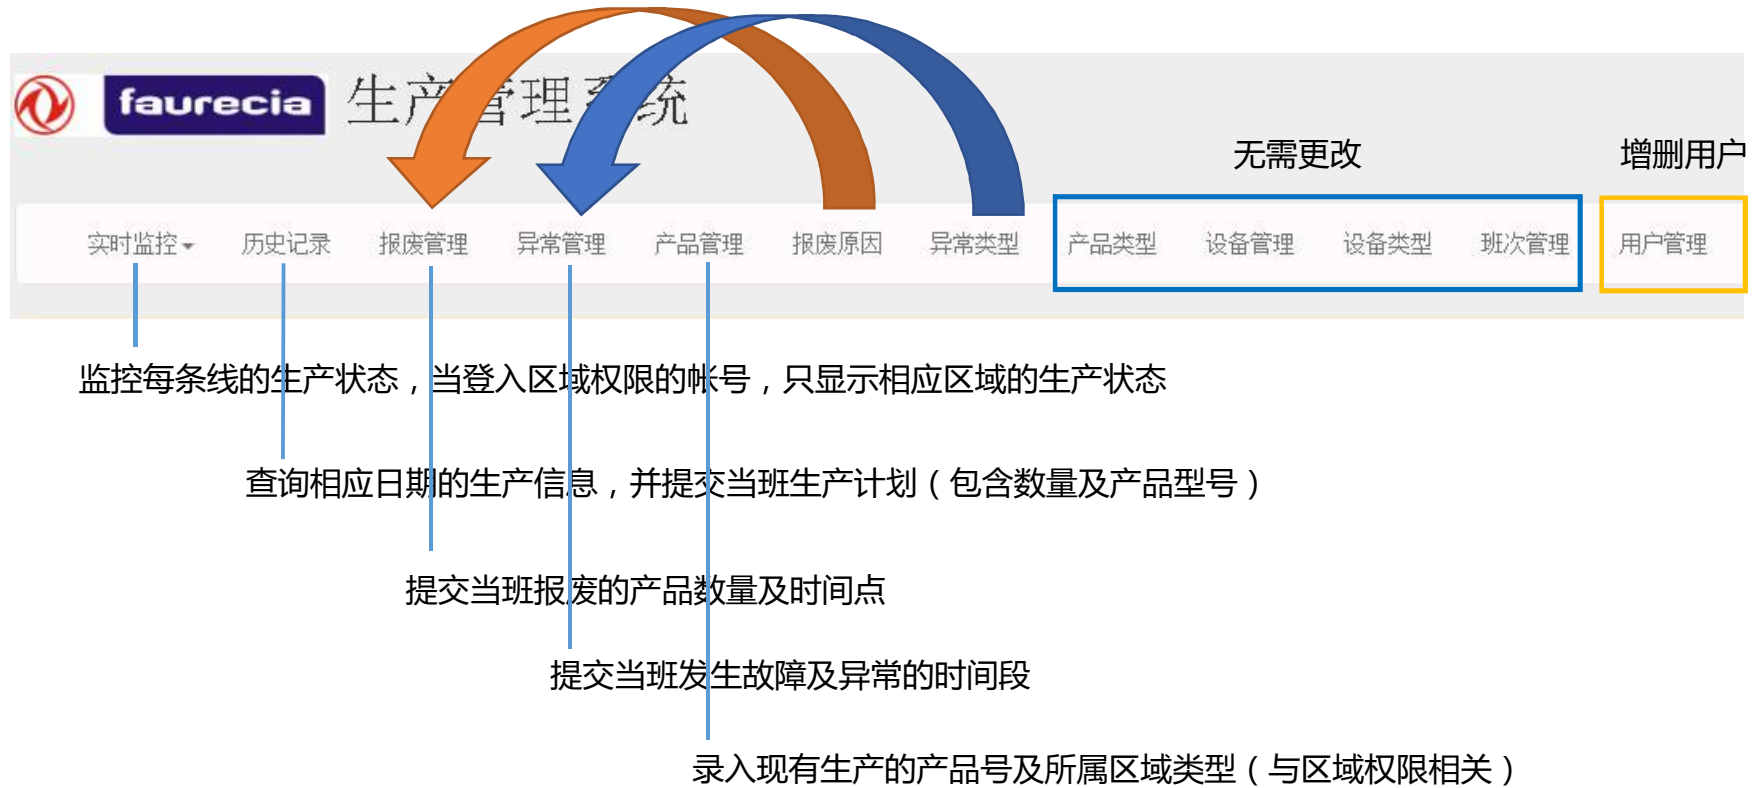 faurecia 生产管理系统
无需更改 增删用户
实时监控 历史记录 报废管理 异常管理 产品管理 报废原因 异常类型 产品类型 设备管理 设备类型 班次管理 用户管理
监控每条线的生产状态，当登入区域权限的帐号，只显示相应区域的生产状态
查询相应日期的生产信息，并提交当班生产计划（包含数量及产品型号）
提交当班报废的产品数量及时间点
提交当班发生故障及异常的时间段
录入现有生产的产品号及所属区域类型（与区域权限相关）